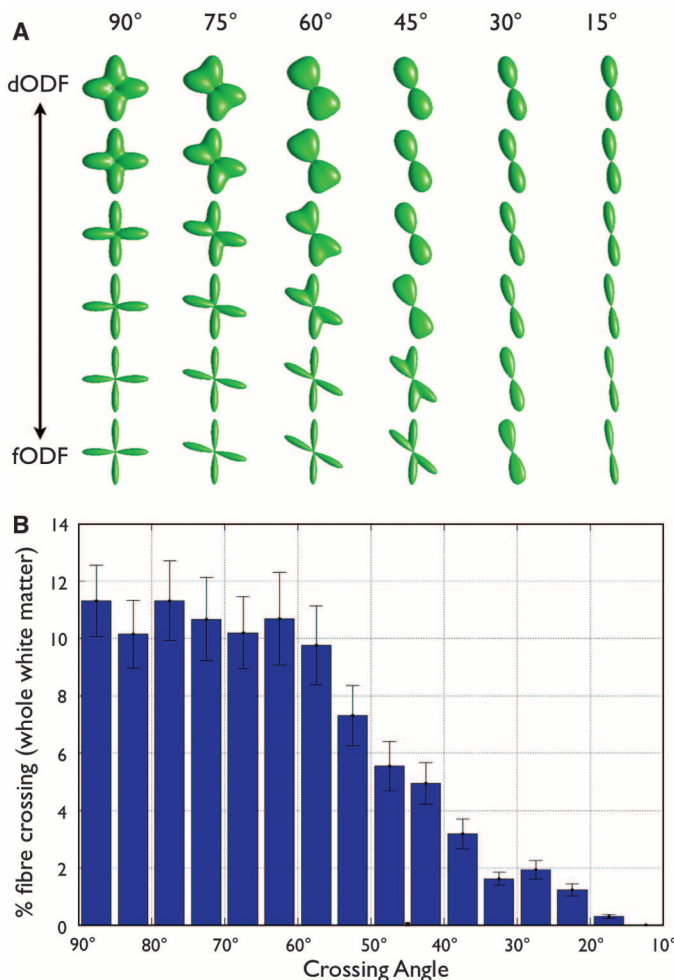 A
90° 75° 60° 45° 30° 15°
dODF
fODF
B
% fibre crossing (whole white matter)
14
12
10
8
6
4
2
0
90° 80° 70° 60° 50° 40° 30° 20° 10°
Crossing Angle